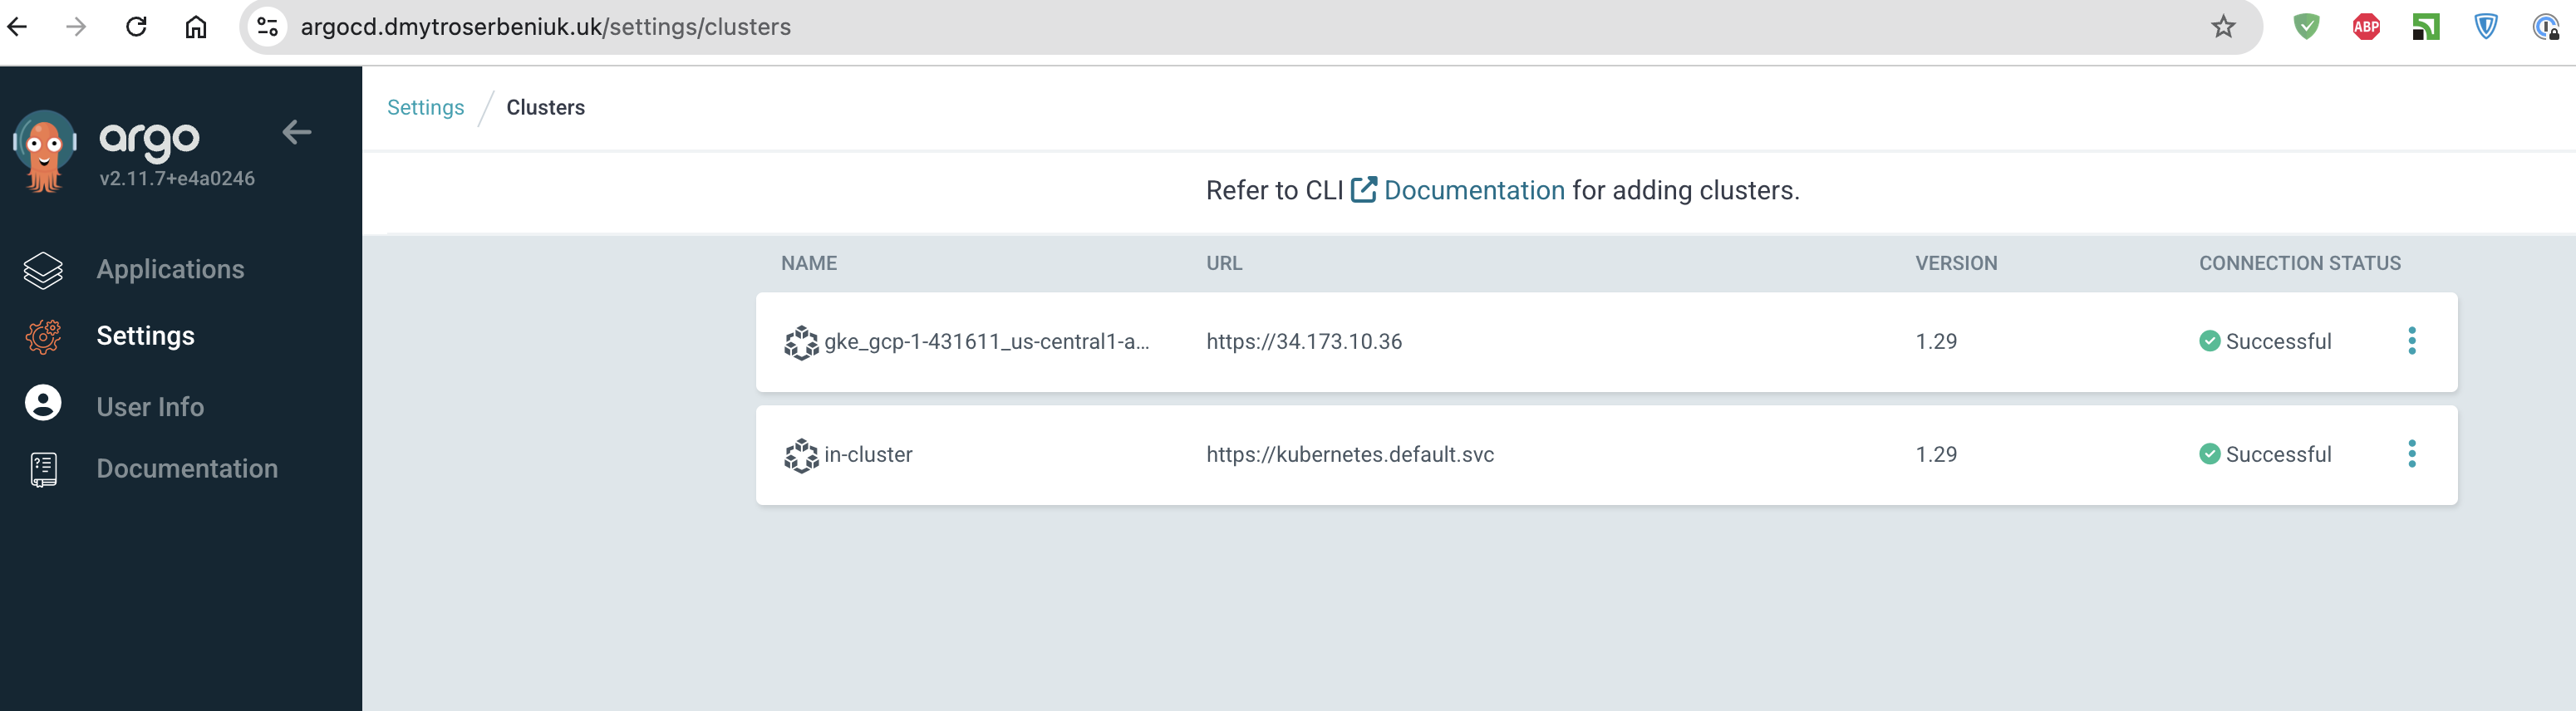 argocd.dmytroserbeniuk.uk/settings/clusters
ABP
argo
v2.11.7+e4a0246
Applications
Settings
User Info
Documentation
Settings / Clusters
Refer to CLI Documentation for adding clusters.
NAME URL VERSION CONNECTION STATUS
gke_gcp-1-431611_us-central1-a... https://34.173.10.36 1.29 Successful
in-cluster https://kubernetes.default.svc 1.29 Successful